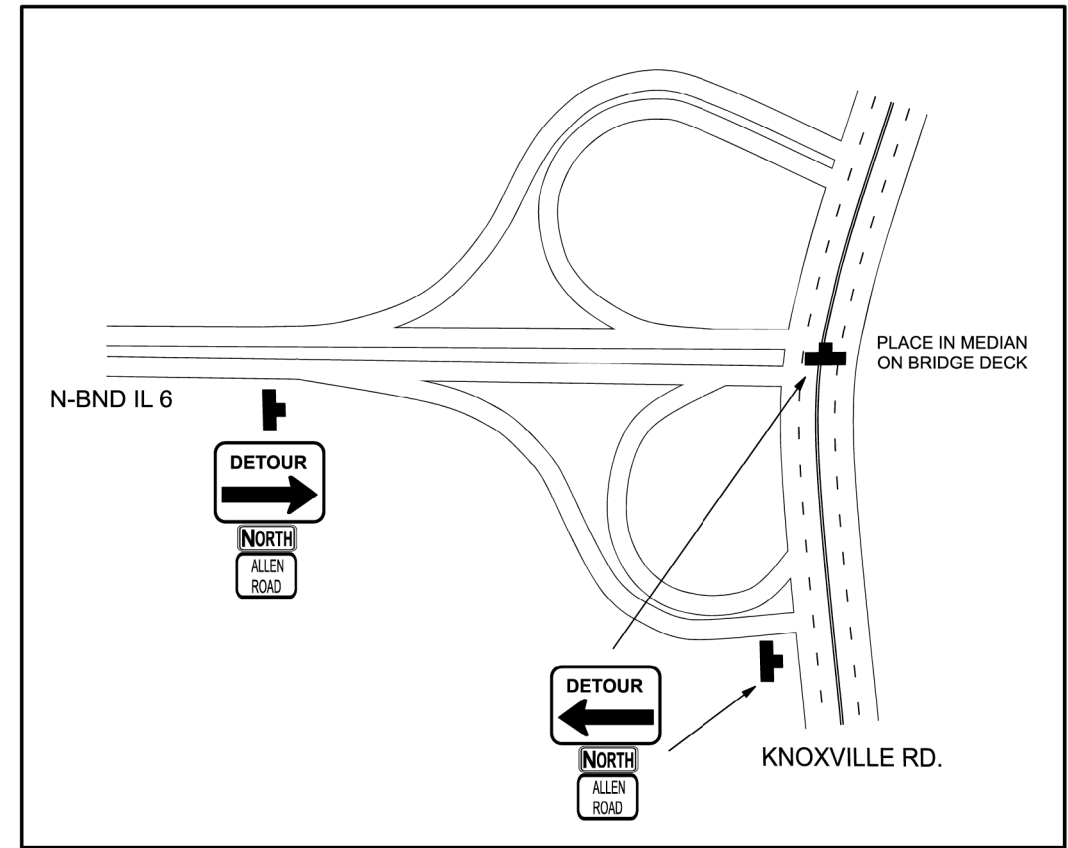 PLACE IN MEDIAN
ON BRIDGE DECK
N-BND IL 6
DETOUR
NORTH
ALLEN
ROAD
DETOUR
NORTH
ALLEN
ROAD
KNOXVILLE RD.